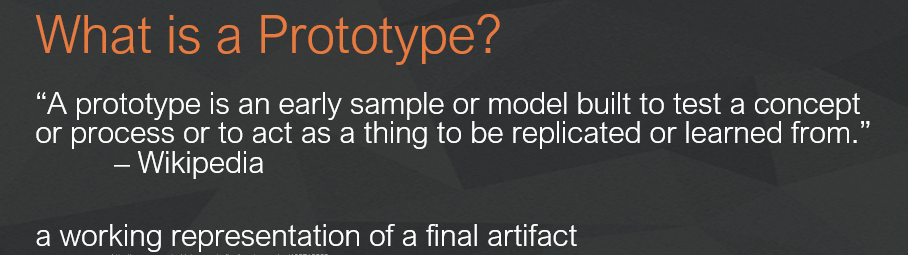 What is a Prototype?
“A prototype is an early sample or model built to test a concept
or process or to act as a thing to be replicated or learned from.”
– Wikipedia
a working representation of a final artifact